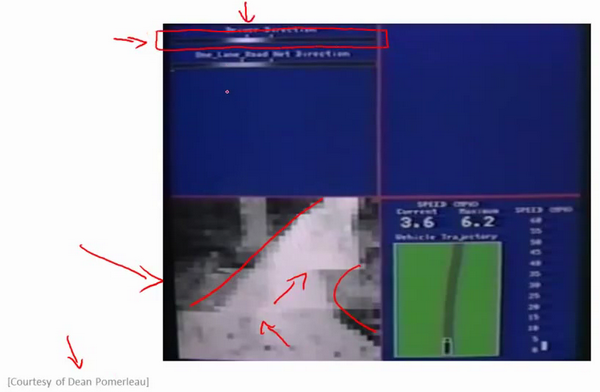 Driver Direction
One_Lane_Road Net Direction
SPEED (MPH)
Current Maximum
3.6 6.2
Vehicle Trajectory
SPEED (MPH)
60
55
50
45
40
35
30
25
20
15
10
5
0
[Courtesy of Dean Pomerleau]